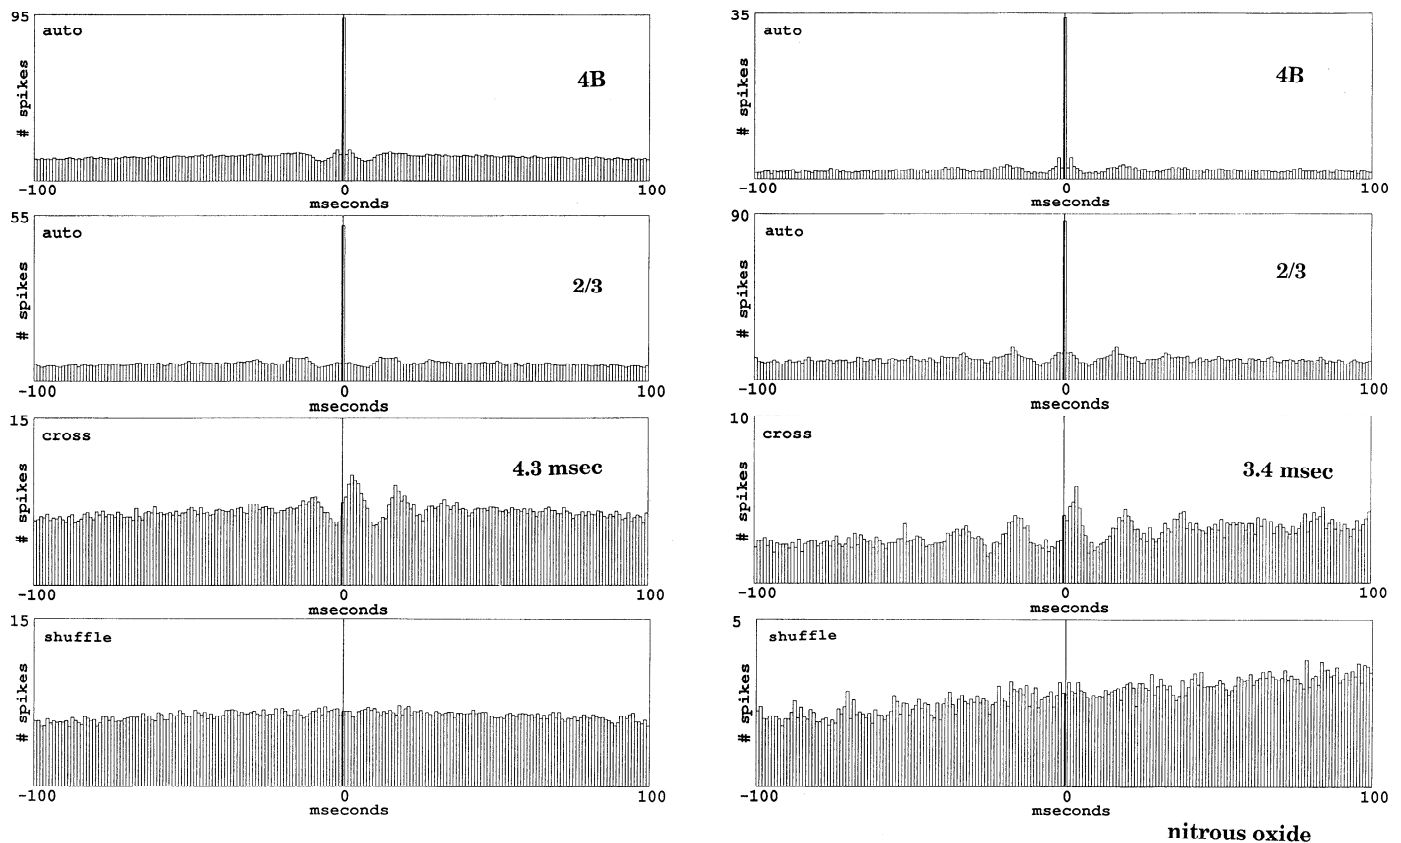 95
auto
4B
# spikes
-100 0 100
mseconds
55
auto
2/3
# spikes
-100 0 100
mseconds
15
cross
4.3 msec
# spikes
-100 0 100
mseconds
15
shuffle
# spikes
-100 0 100
mseconds
35
auto
4B
# spikes
-100 0 100
mseconds
90
auto
2/3
# spikes
-100 0 100
mseconds
10
cross
3.4 msec
# spikes
-100 0 100
mseconds
5
shuffle
# spikes
-100 0 100
mseconds
nitrous oxide